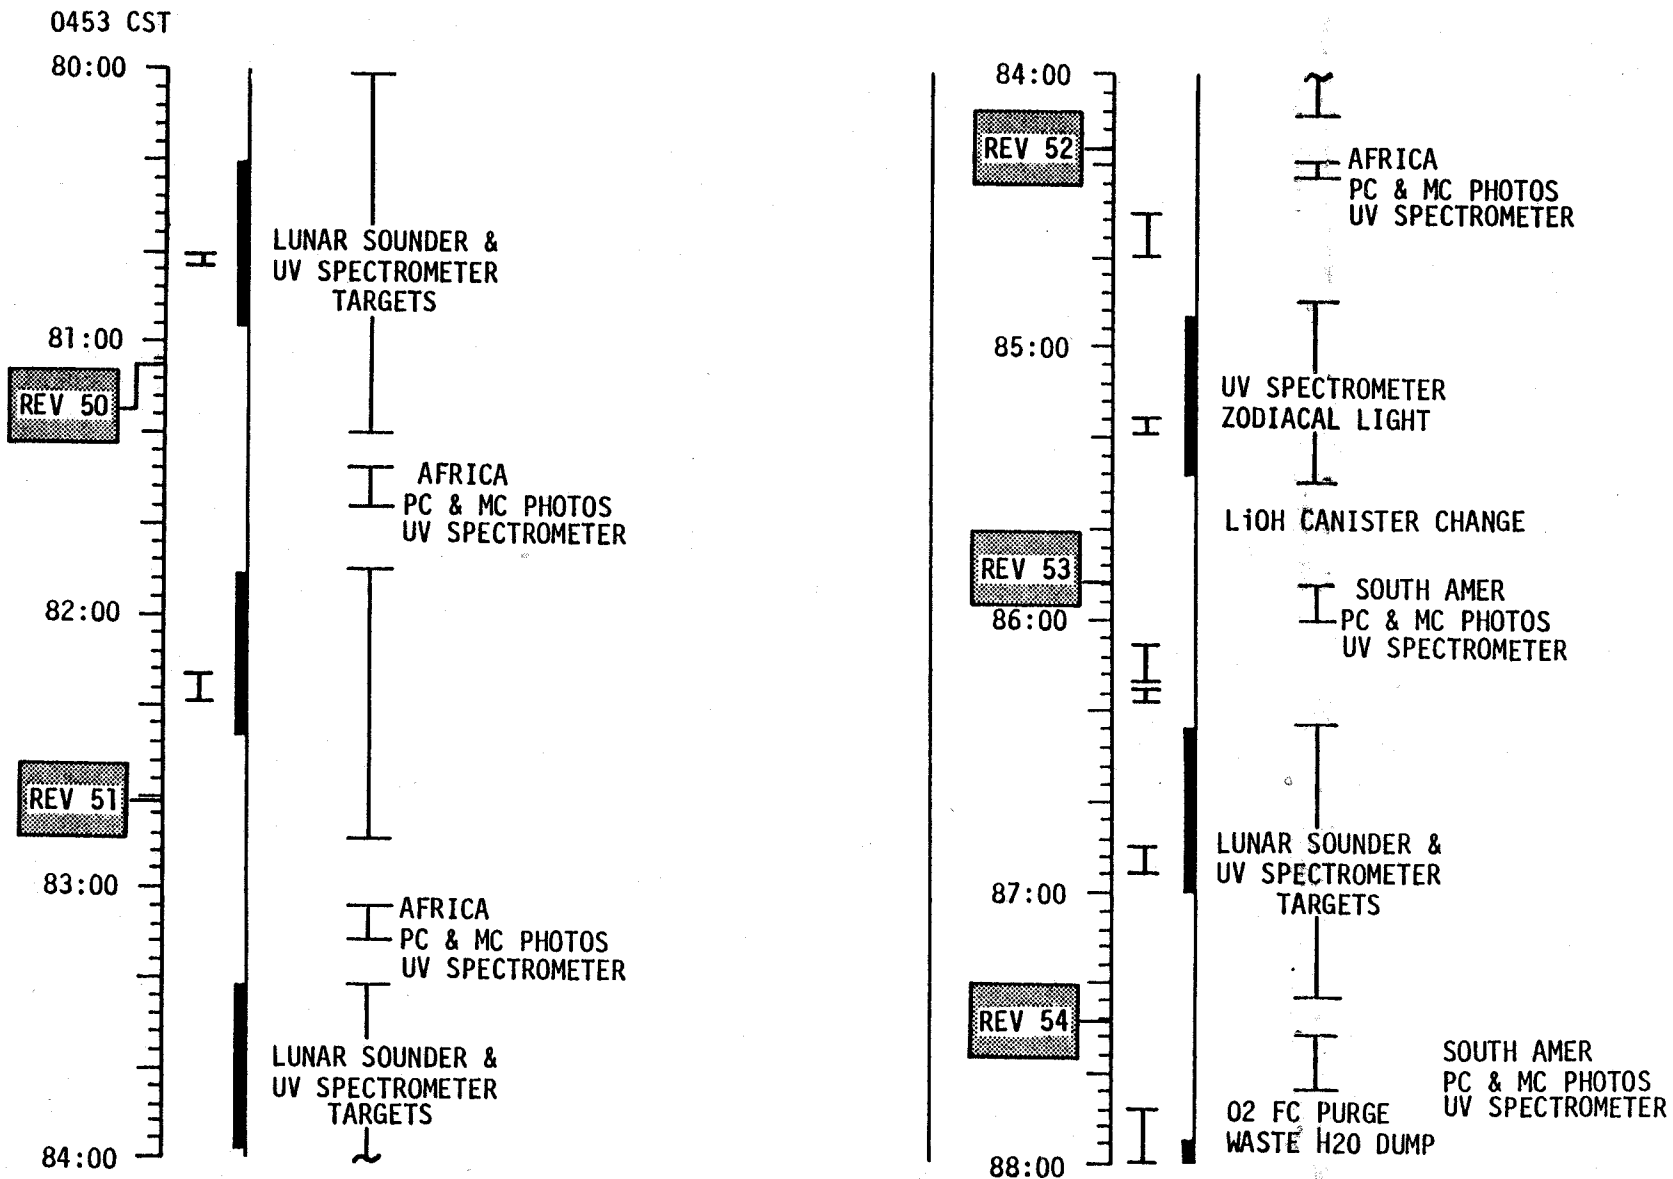 0453 CST
80:00
LUNAR SOUNDER &
UV SPECTROMETER
TARGETS
81:00
REV 50
AFRICA
PC & MC PHOTOS
UV SPECTROMETER
82:00
REV 51
83:00
AFRICA
PC & MC PHOTOS
UV SPECTROMETER
LUNAR SOUNDER &
UV SPECTROMETER
TARGETS
84:00
84:00
REV 52
AFRICA
PC & MC PHOTOS
UV SPECTROMETER
85:00
UV SPECTROMETER
ZODIACAL LIGHT
LiOH CANISTER CHANGE
REV 53
SOUTH AMER
PC & MC PHOTOS
UV SPECTROMETER
86:00
LUNAR SOUNDER &
UV SPECTROMETER
TARGETS
87:00
REV 54
SOUTH AMER
PC & MC PHOTOS
UV SPECTROMETER
O2 FC PURGE
WASTE H2O DUMP
88:00